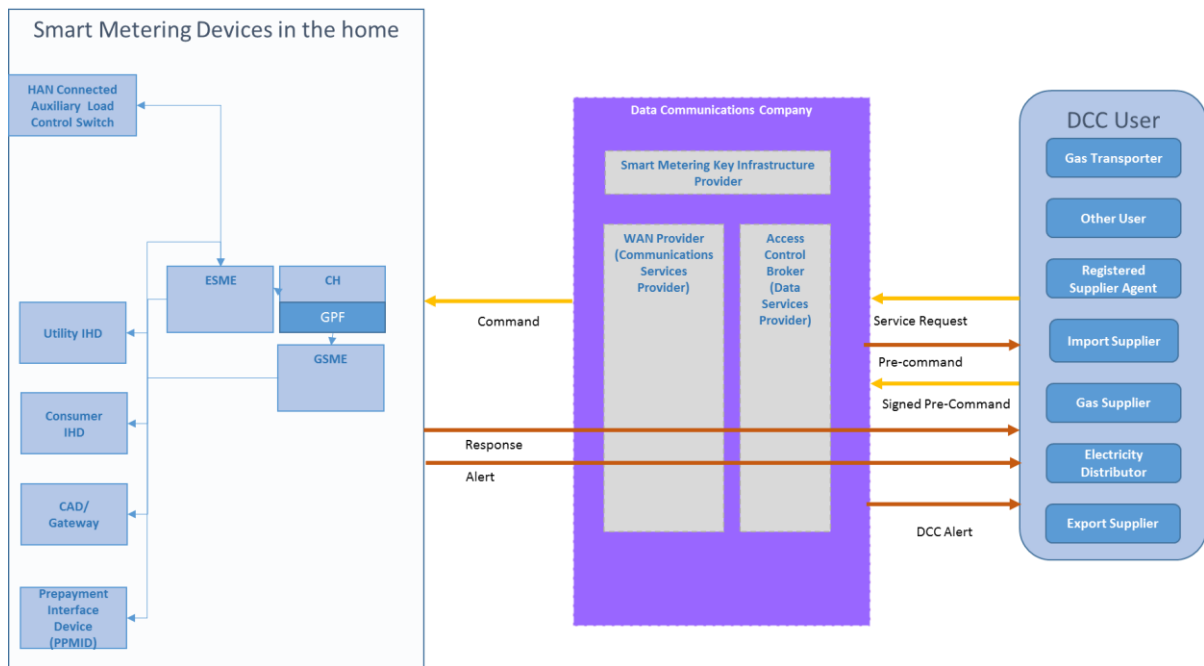 Smart Metering Devices in the home
HAN Connected
Auxiliary Load
Control Switch
ESME
CH
GPF
GSME
Utility IHD
Consumer
IHD
CAD/
Gateway
Prepayment
Interface
Device
(PPMID)
Command
Response
Alert
Data Communications Company
Smart Metering Key Infrastructure
Provider
WAN Provider
(Communications
Services
Provider)
Access
Control
Broker
(Data
Services
Provider)
Service Request
Pre-command
Signed Pre-Command
DCC Alert
DCC User
Gas Transporter
Other User
Registered
Supplier Agent
Import Supplier
Gas Supplier
Electricity
Distributor
Export Supplier